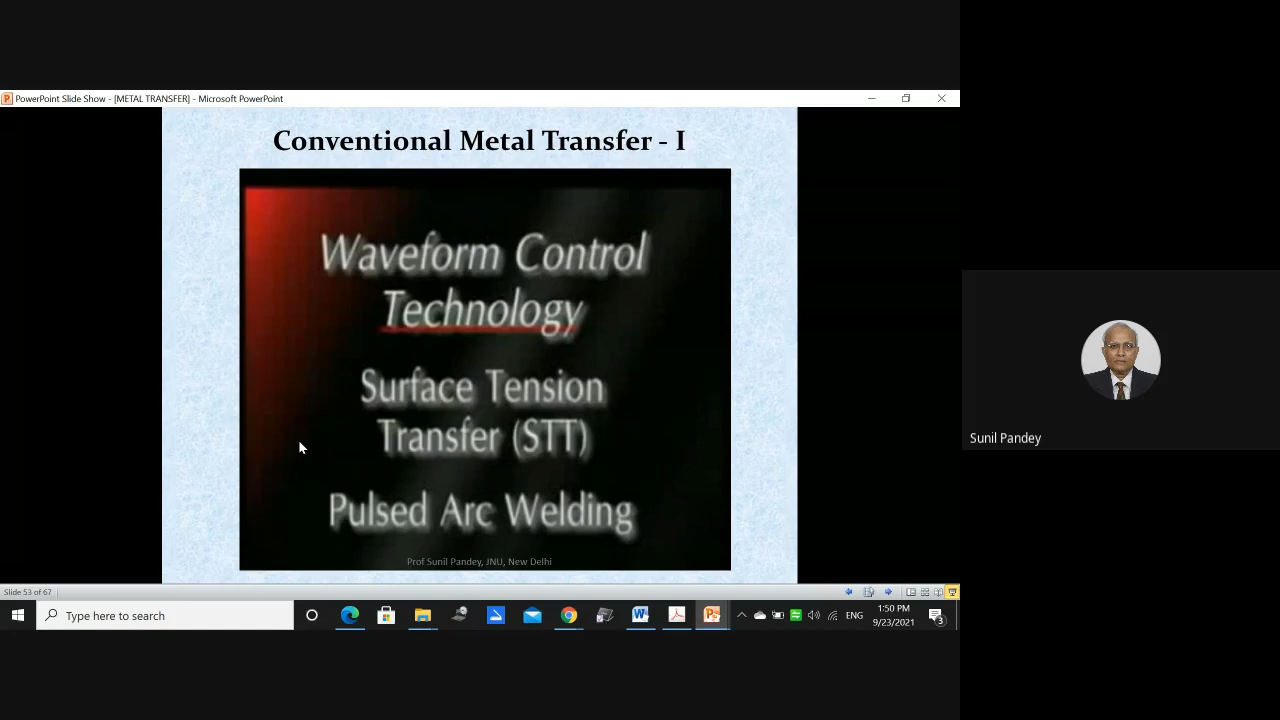 PowerPoint Slide Show - [METAL TRANSFER] - Microsoft PowerPoint
Conventional Metal Transfer - I
Waveform Control
Technology
Surface Tension
Transfer (STT)
Pulsed Arc Welding
Prof Sunil Pandey, JNU, New Delhi
Sunil Pandey
Slide 53 of 67
Type here to search
ENG
1:50 PM
9/23/2021
3